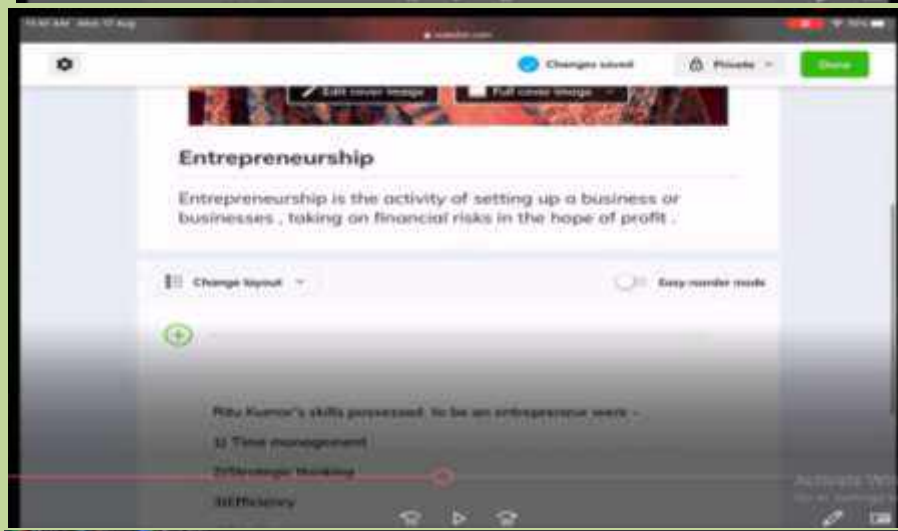 Changes saved
Private
Done
Edit cover image
Full cover image
Entrepreneurship
Entrepreneurship is the activity of setting up a business or
businesses , taking on financial risks in the hope of profit .
Change layout
Easy reorder mode
Ritu Kumar's skills possessed to be an entrepreneur were -
1) Time management
2)Strategic thinking
3)Efficiency